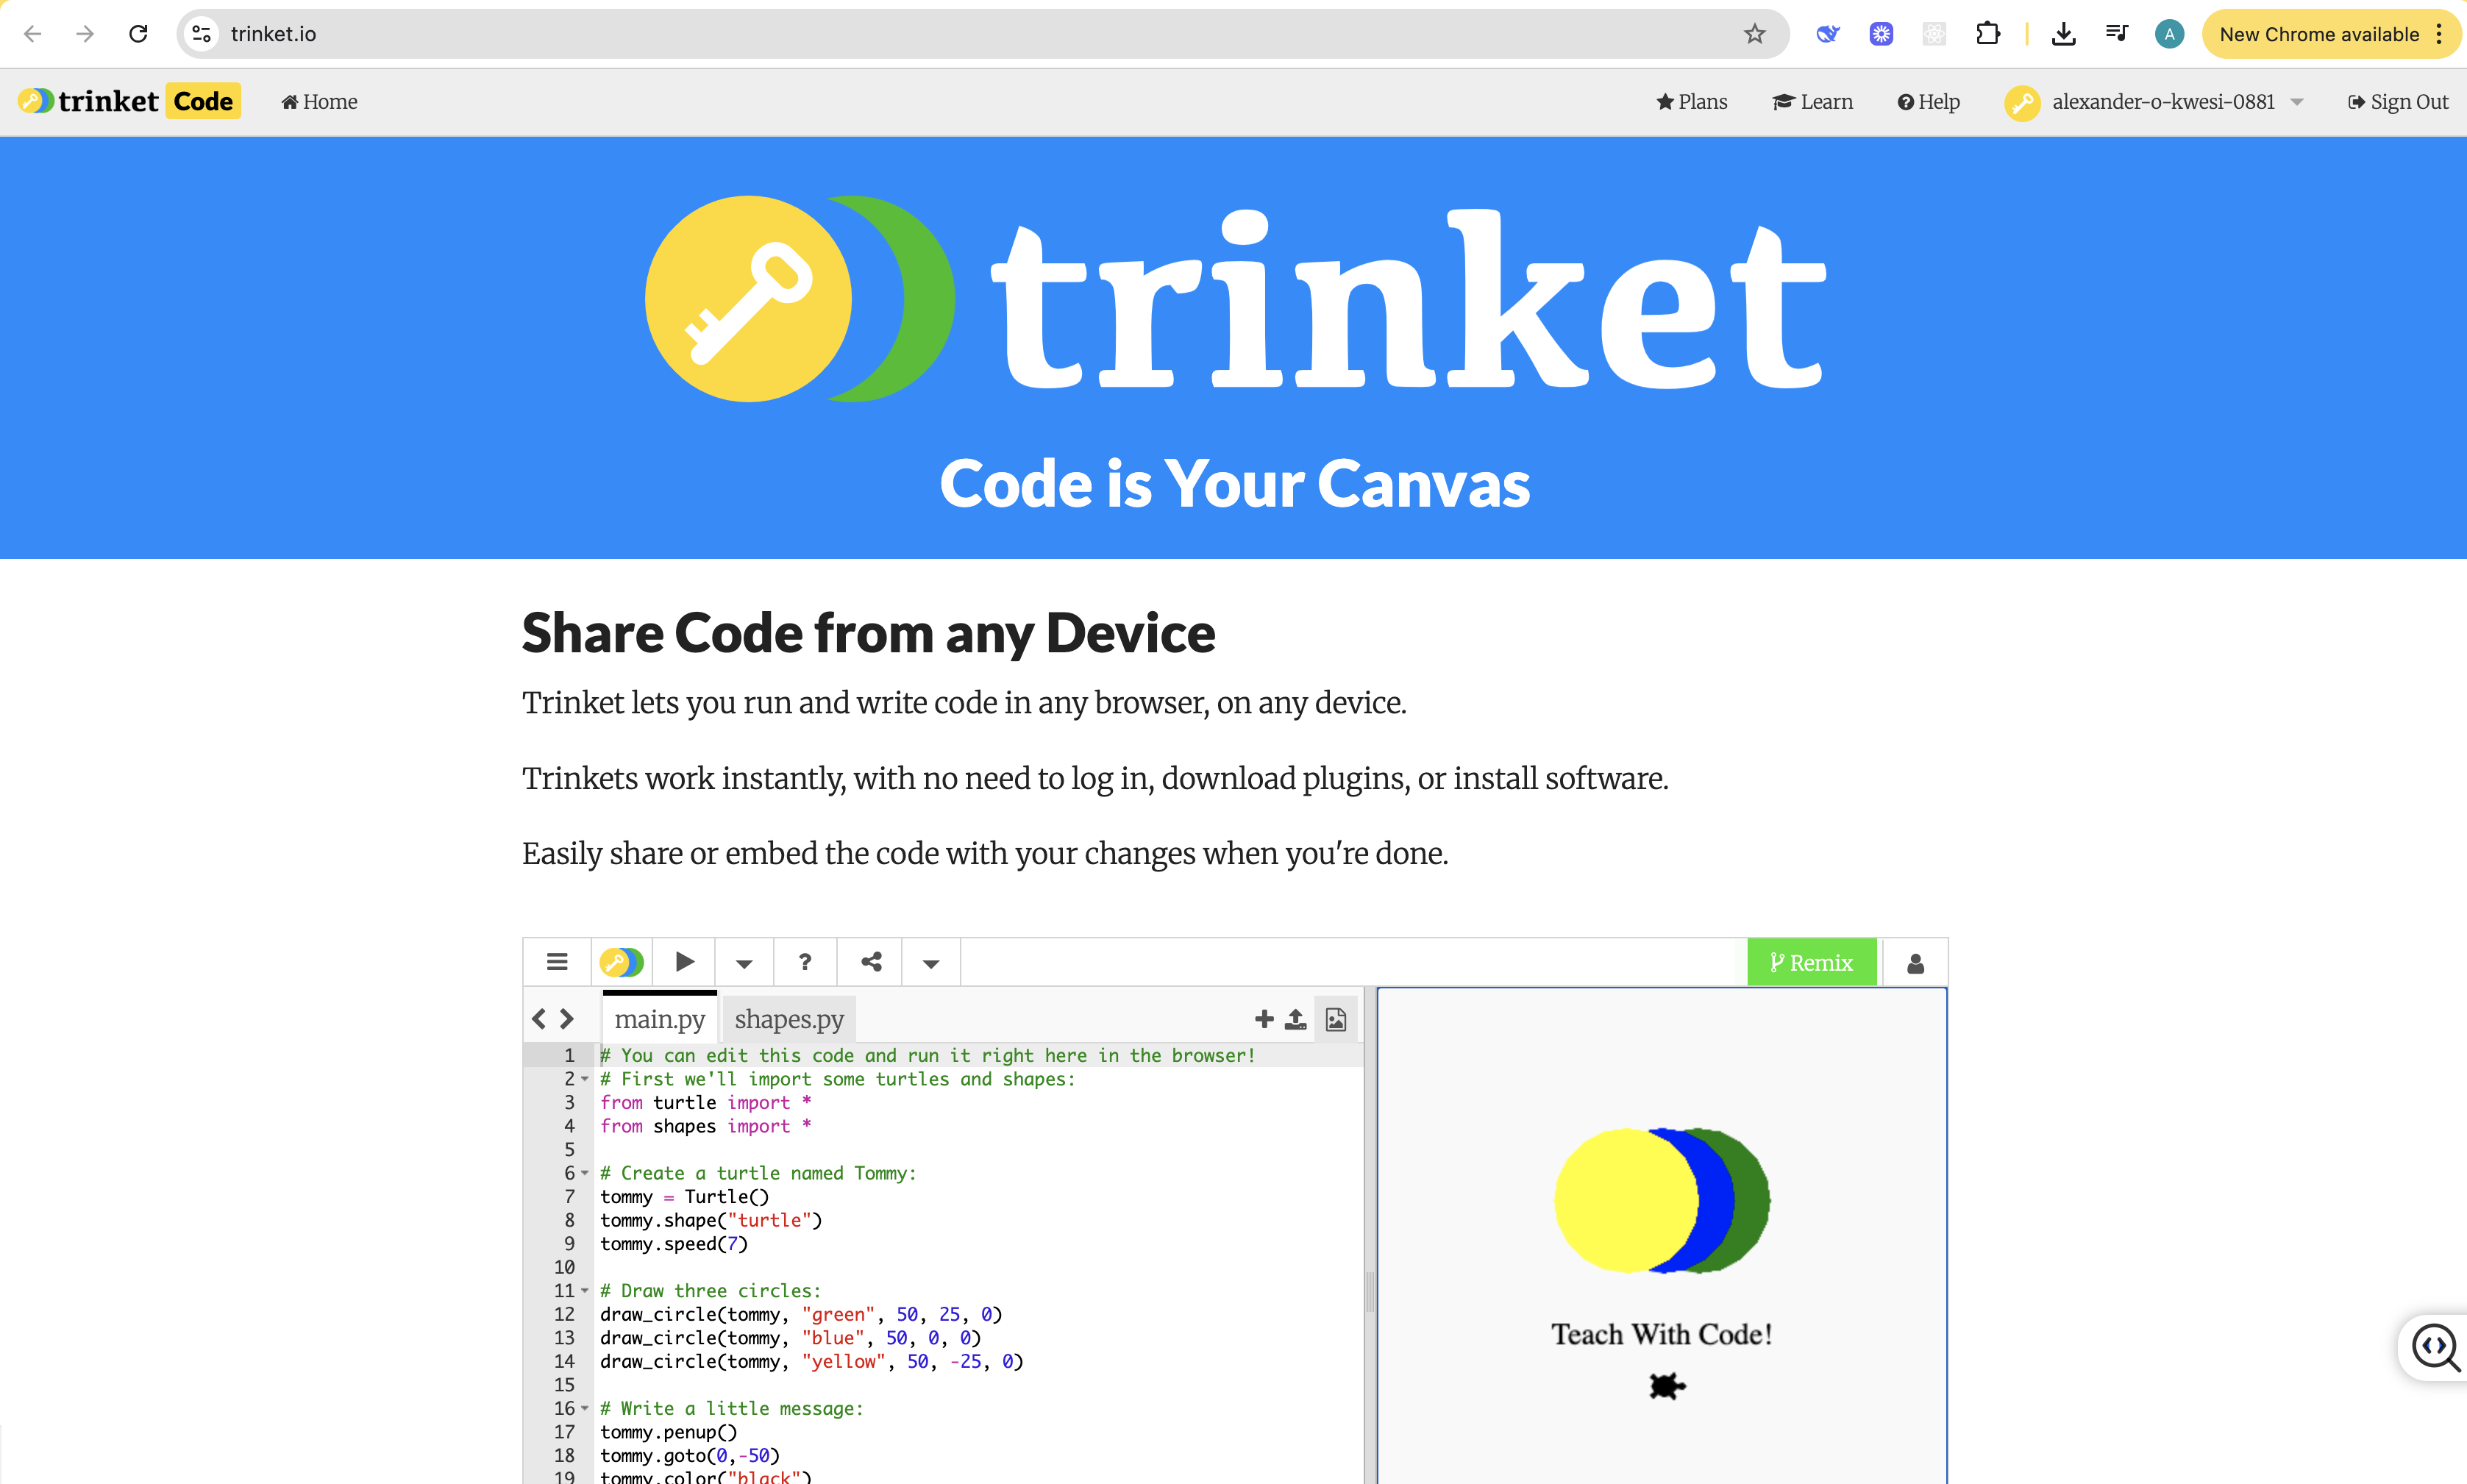 trinket.io
A
New Chrome available
trinket Code
Home
Plans
Learn
Help
alexander-o-kwesi-0881
Sign Out
trinket
Code is Your Canvas
Share Code from any Device
Trinket lets you run and write code in any browser, on any device.
Trinkets work instantly, with no need to log in, download plugins, or install software.
Easily share or embed the code with your changes when you're done.
?
Remix
main.py
shapes.py
1 # You can edit this code and run it right here in the browser!
2 # First we'll import some turtles and shapes:
3 from turtle import *
4 from shapes import *
5
6 # Create a turtle named Tommy:
7 tommy = Turtle()
8 tommy.shape("turtle")
9 tommy.speed(7)
10
11 # Draw three circles:
12 draw_circle(tommy, "green", 50, 25, 0)
13 draw_circle(tommy, "blue", 50, 0, 0)
14 draw_circle(tommy, "yellow", 50, -25, 0)
15
16 # Write a little message:
17 tommy.penup()
18 tommy.goto(0,-50)
19 tommy.color("black")
Teach With Code!